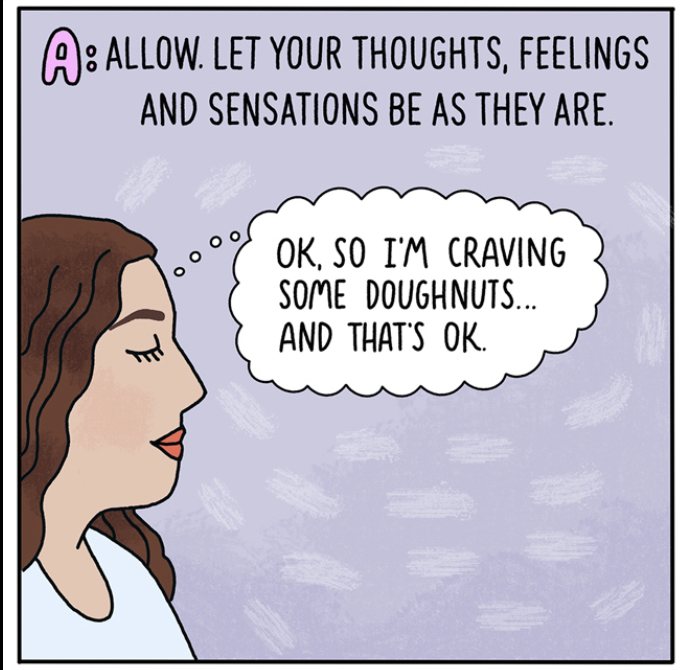 A: ALLOW. LET YOUR THOUGHTS, FEELINGS
AND SENSATIONS BE AS THEY ARE.
OK, SO I'M CRAVING
SOME DOUGHNUTS...
AND THAT'S OK.